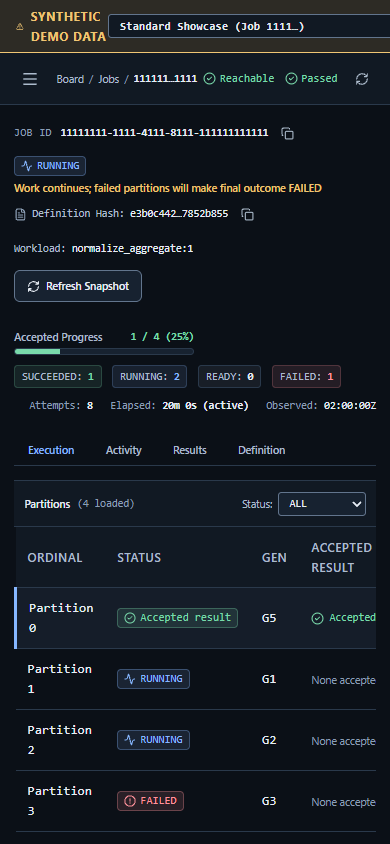 SYNTHETIC
DEMO DATA
Standard Showcase (Job 1111…)
Board / Jobs / 111111…1111 Reachable Passed
JOB ID 11111111-1111-4111-8111-111111111111
RUNNING
Work continues; failed partitions will make final outcome FAILED
Definition Hash: e3b0c442…7852b855
Workload: normalize_aggregate:1
Refresh Snapshot
Accepted Progress 1 / 4 (25%)
SUCCEEDED: 1 RUNNING: 2 READY: 0 FAILED: 1
Attempts: 8 Elapsed: 20m 0s (active) Observed: 02:00:00Z
Execution Activity Results Definition
Partitions (4 loaded) Status: ALL
ORDINAL STATUS GEN ACCEPTED
RESULT
Partition
0 Accepted result G5 Accepted
Partition
1 RUNNING G1 None accepte
Partition
2 RUNNING G2 None accepte
Partition
3 FAILED G3 None accepte